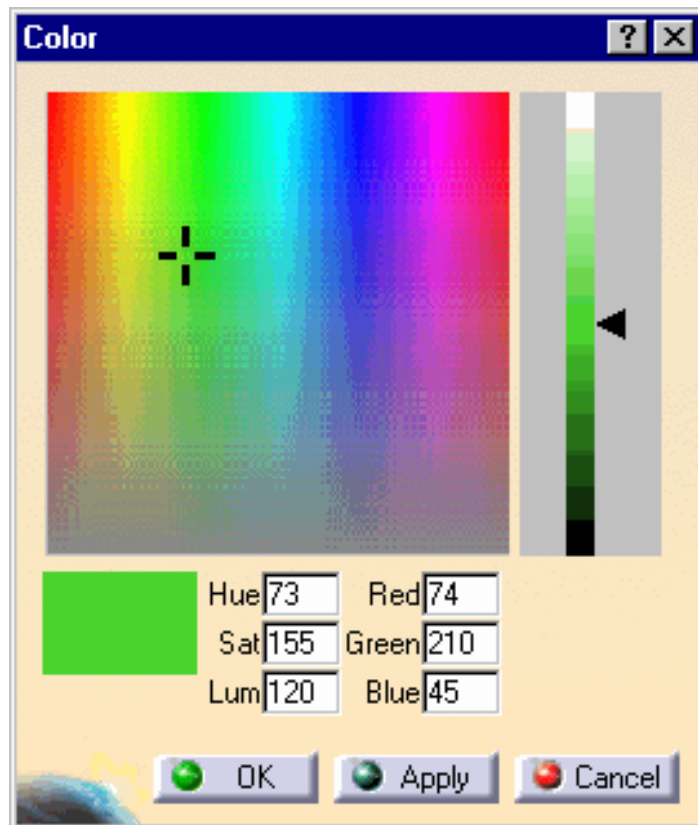 Color
Hue 73 Red 74
Sat 155 Green 210
Lum 120 Blue 45
OK Apply Cancel